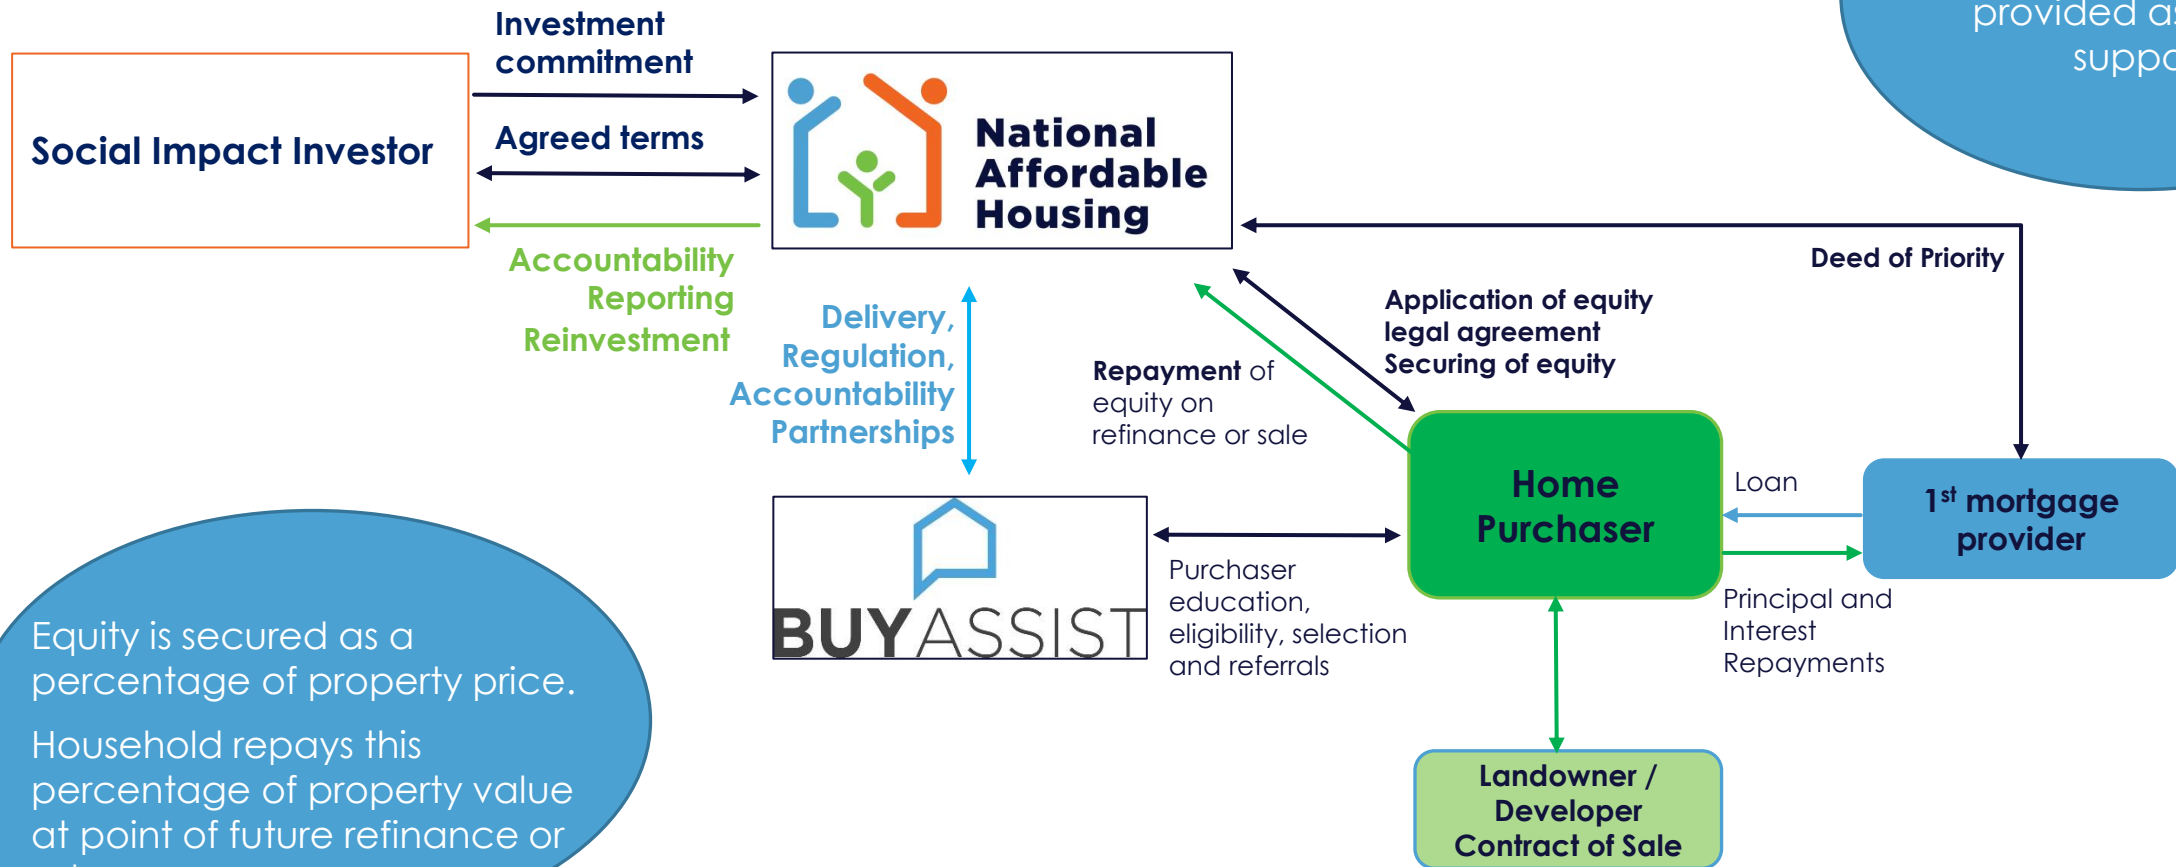 Investment
commitment
provided as
Social Impact Investor
Agreed terms
National
Affordable
Housing
Accountability
Reporting
Reinvestment
Deed of Priority
Delivery,
Regulation,
Accountability
Partnerships
Application of equity
legal agreement
Securing of equity
Repayment of
equity on
refinance or sale
Home
Purchaser
Loan
1st mortgage
provider
BUYASSIST
Purchaser
education,
eligibility, selection
and referrals
Principal and
Interest
Repayments
Equity is secured as a
percentage of property price.
Household repays this
percentage of property value
at point of future refinance or
Landowner /
Developer
Contract of Sale